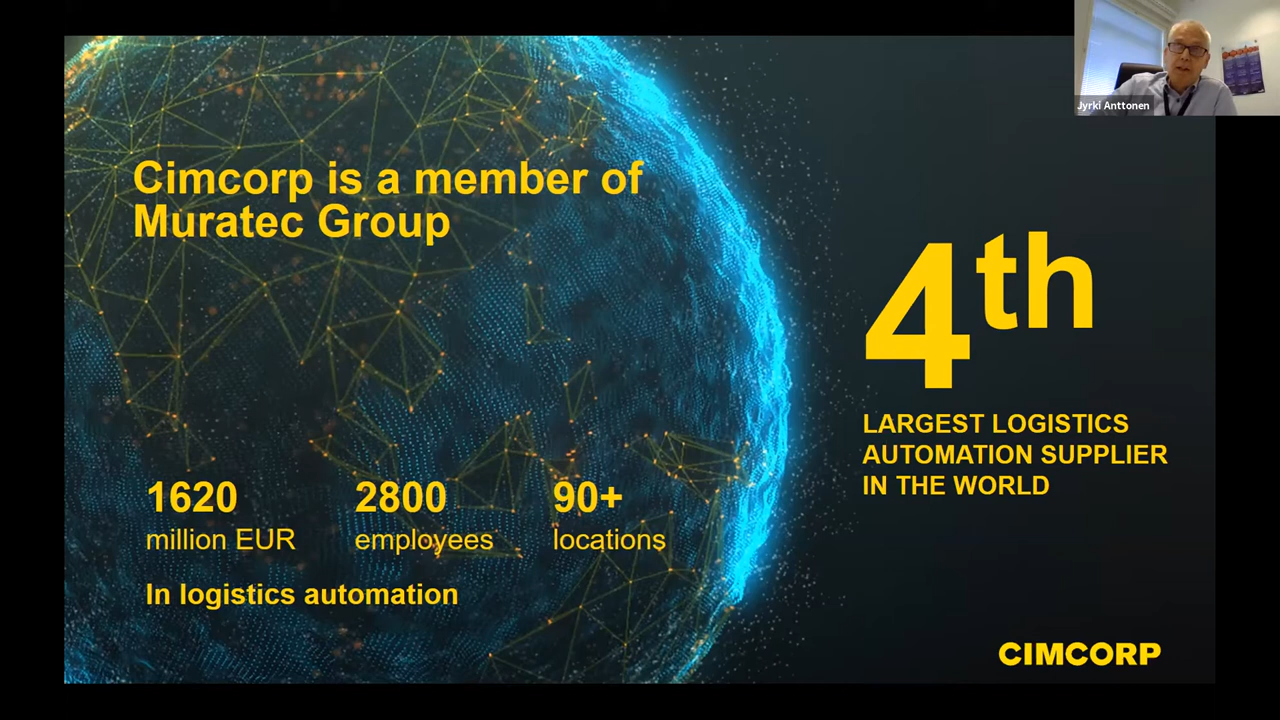 Jyrki Anttonen
Cimcorp is a member of
Muratec Group
4th
LARGEST LOGISTICS
AUTOMATION SUPPLIER
IN THE WORLD
1620
million EUR
2800
employees
90+
locations
In logistics automation
CIMCORP